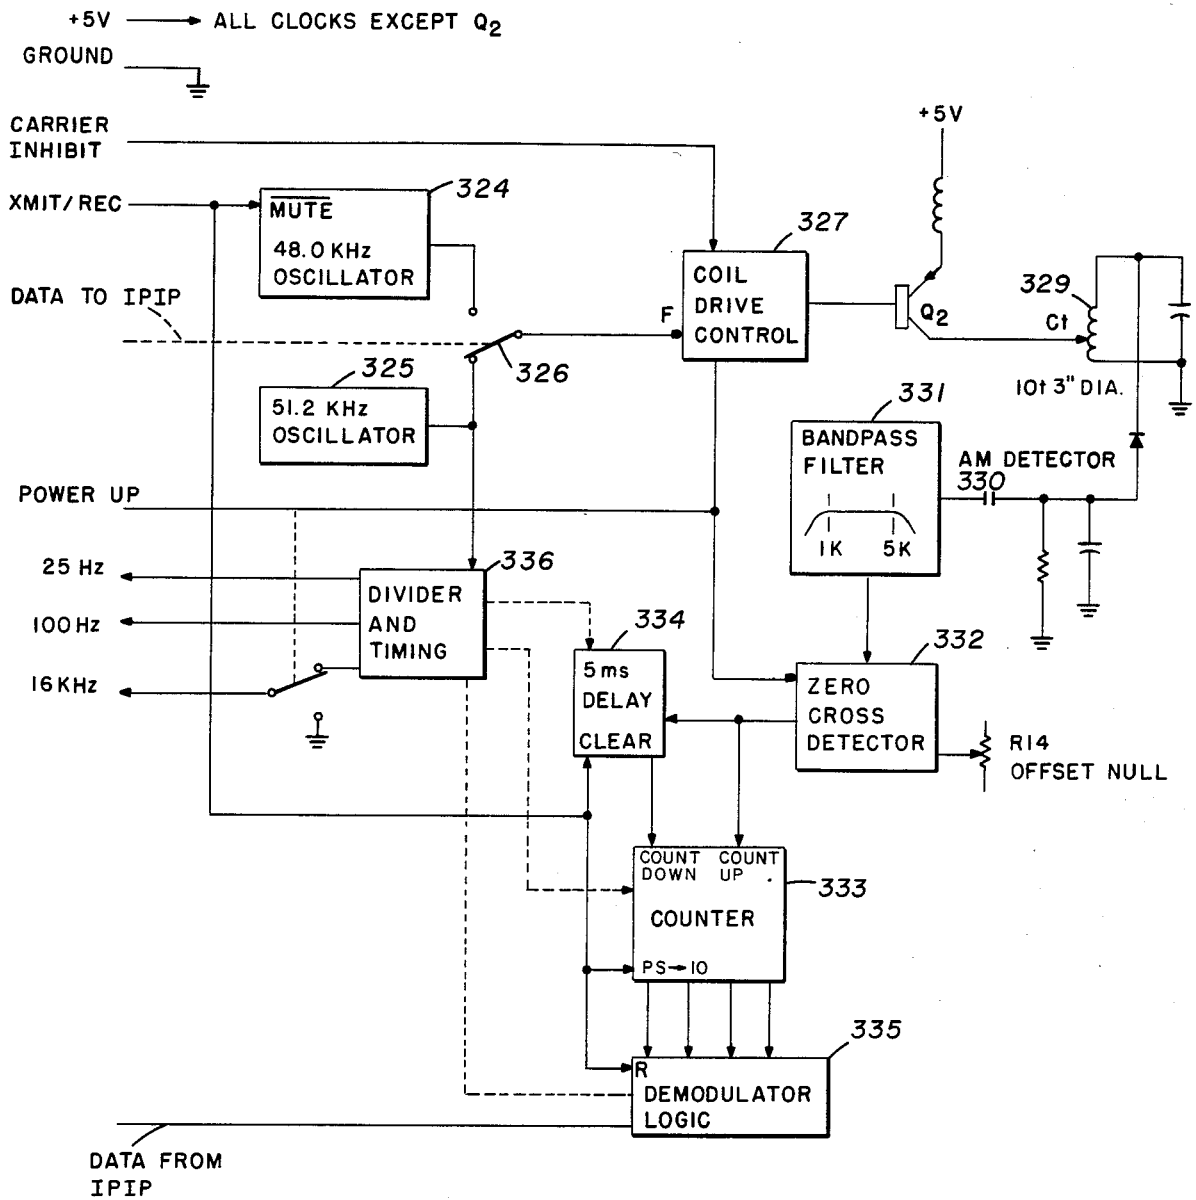 +5V ALL CLOCKS EXCEPT Q2
GROUND
CARRIER
INHIBIT
XMIT/REC
DATA TO IPIP
MUTE
48.0 KHz
OSCILLATOR
324
325
51.2 KHz
OSCILLATOR
326
F
COIL
DRIVE
CONTROL
327
+5V
Q2
Ct
329
10t 3" DIA.
331
BANDPASS
FILTER
1K 5K
AM DETECTOR
330
POWER UP
25 Hz
100 Hz
16 KHz
336
DIVIDER
AND
TIMING
334
5 ms
DELAY
CLEAR
332
ZERO
CROSS
DETECTOR
R14
OFFSET NULL
COUNT DOWN
COUNT UP
COUNTER
PS→10
333
335
R
DEMODULATOR
LOGIC
DATA FROM
IPIP